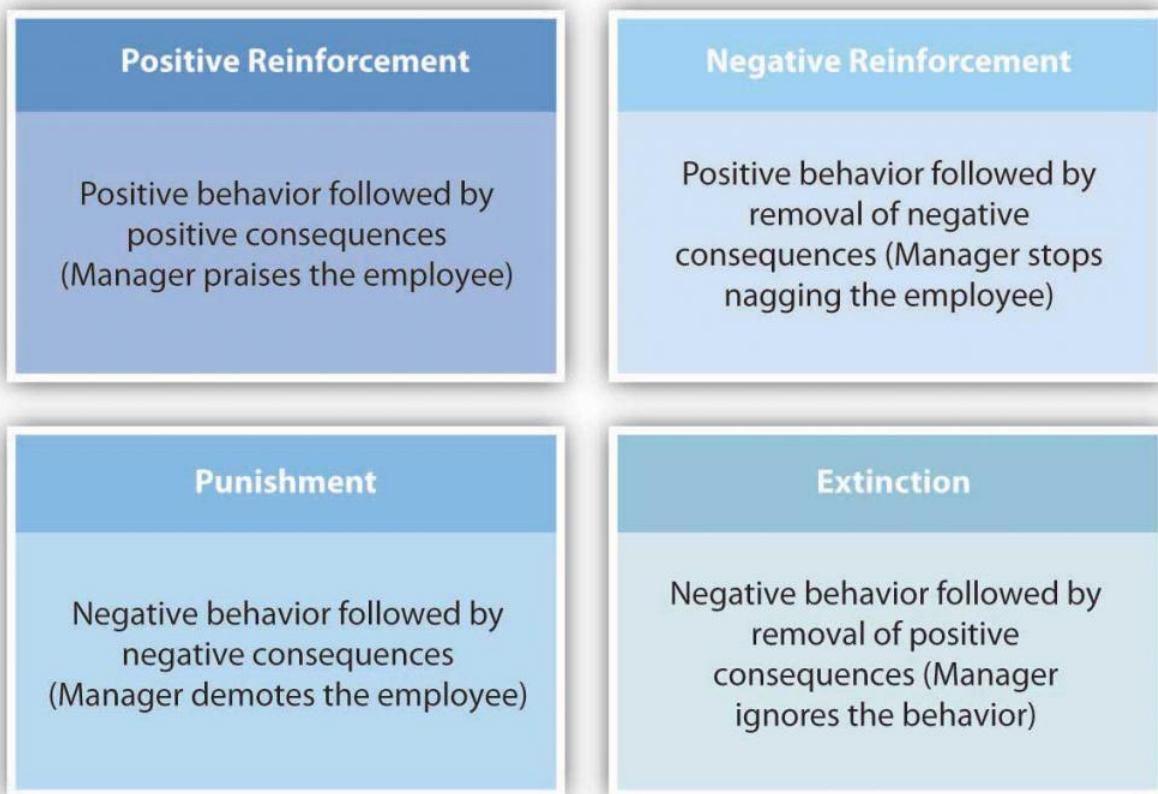 Positive Reinforcement
Positive behavior followed by
positive consequences
(Manager praises the employee)
Negative Reinforcement
Positive behavior followed by
removal of negative
consequences (Manager stops
nagging the employee)
Punishment
Negative behavior followed by
negative consequences
(Manager demotes the employee)
Extinction
Negative behavior followed by
removal of positive
consequences (Manager
ignores the behavior)